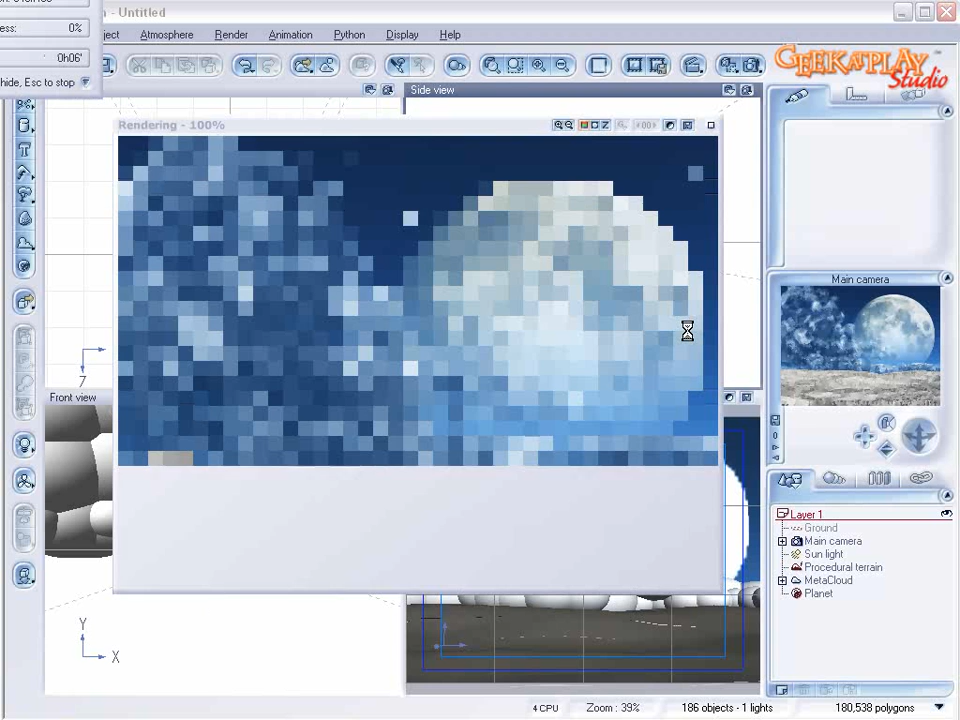 - Untitled
ess: 0%
0h06'
hide, Esc to stop
ject Atmosphere Render Animation Python Display Help
GEEKATPLAY Studio
Side view
Rendering - 100%
Main camera
Z
Front view
Layer 1
Ground
Main camera
Sun light
Procedural terrain
MetaCloud
Planet
Y
X
4 CPU Zoom : 39% 186 objects - 1 lights 180,538 polygons